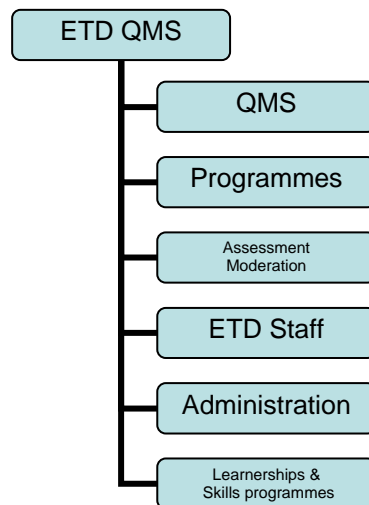 ETD QMS
QMS
Programmes
Assessment
Moderation
ETD Staff
Administration
Learnerships &
Skills programmes